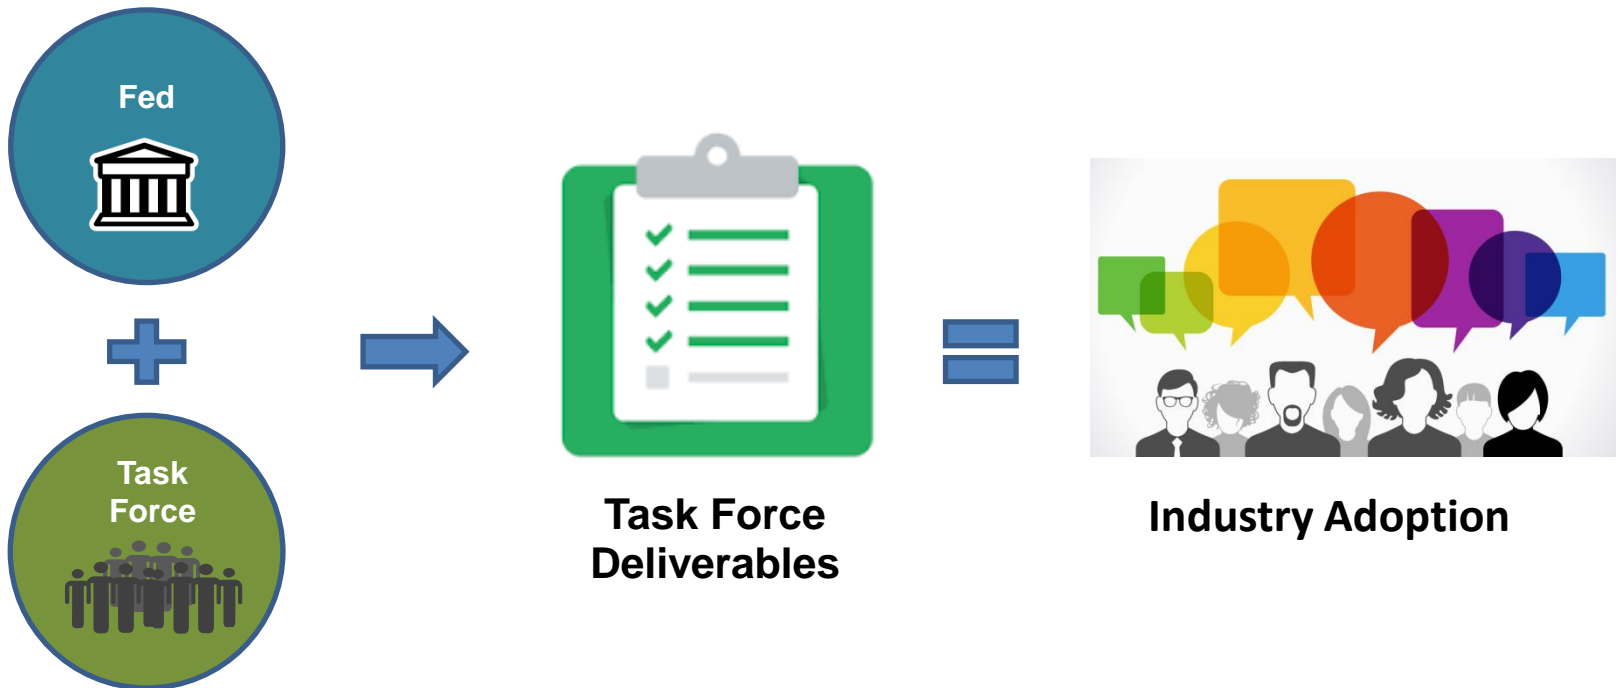 Fed
Task
Force
Task Force
Deliverables
Industry Adoption